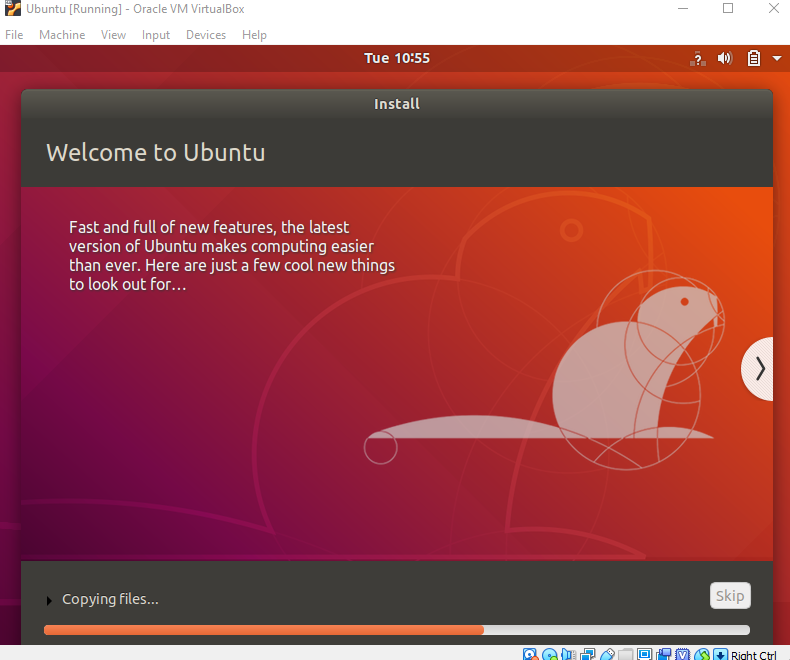 Ubuntu [Running] - Oracle VM VirtualBox
File Machine View Input Devices Help
Tue 10:55
?
Install
Welcome to Ubuntu
Fast and full of new features, the latest
version of Ubuntu makes computing easier
than ever. Here are just a few cool new things
to look out for...
Copying files...
Skip
Right Ctrl